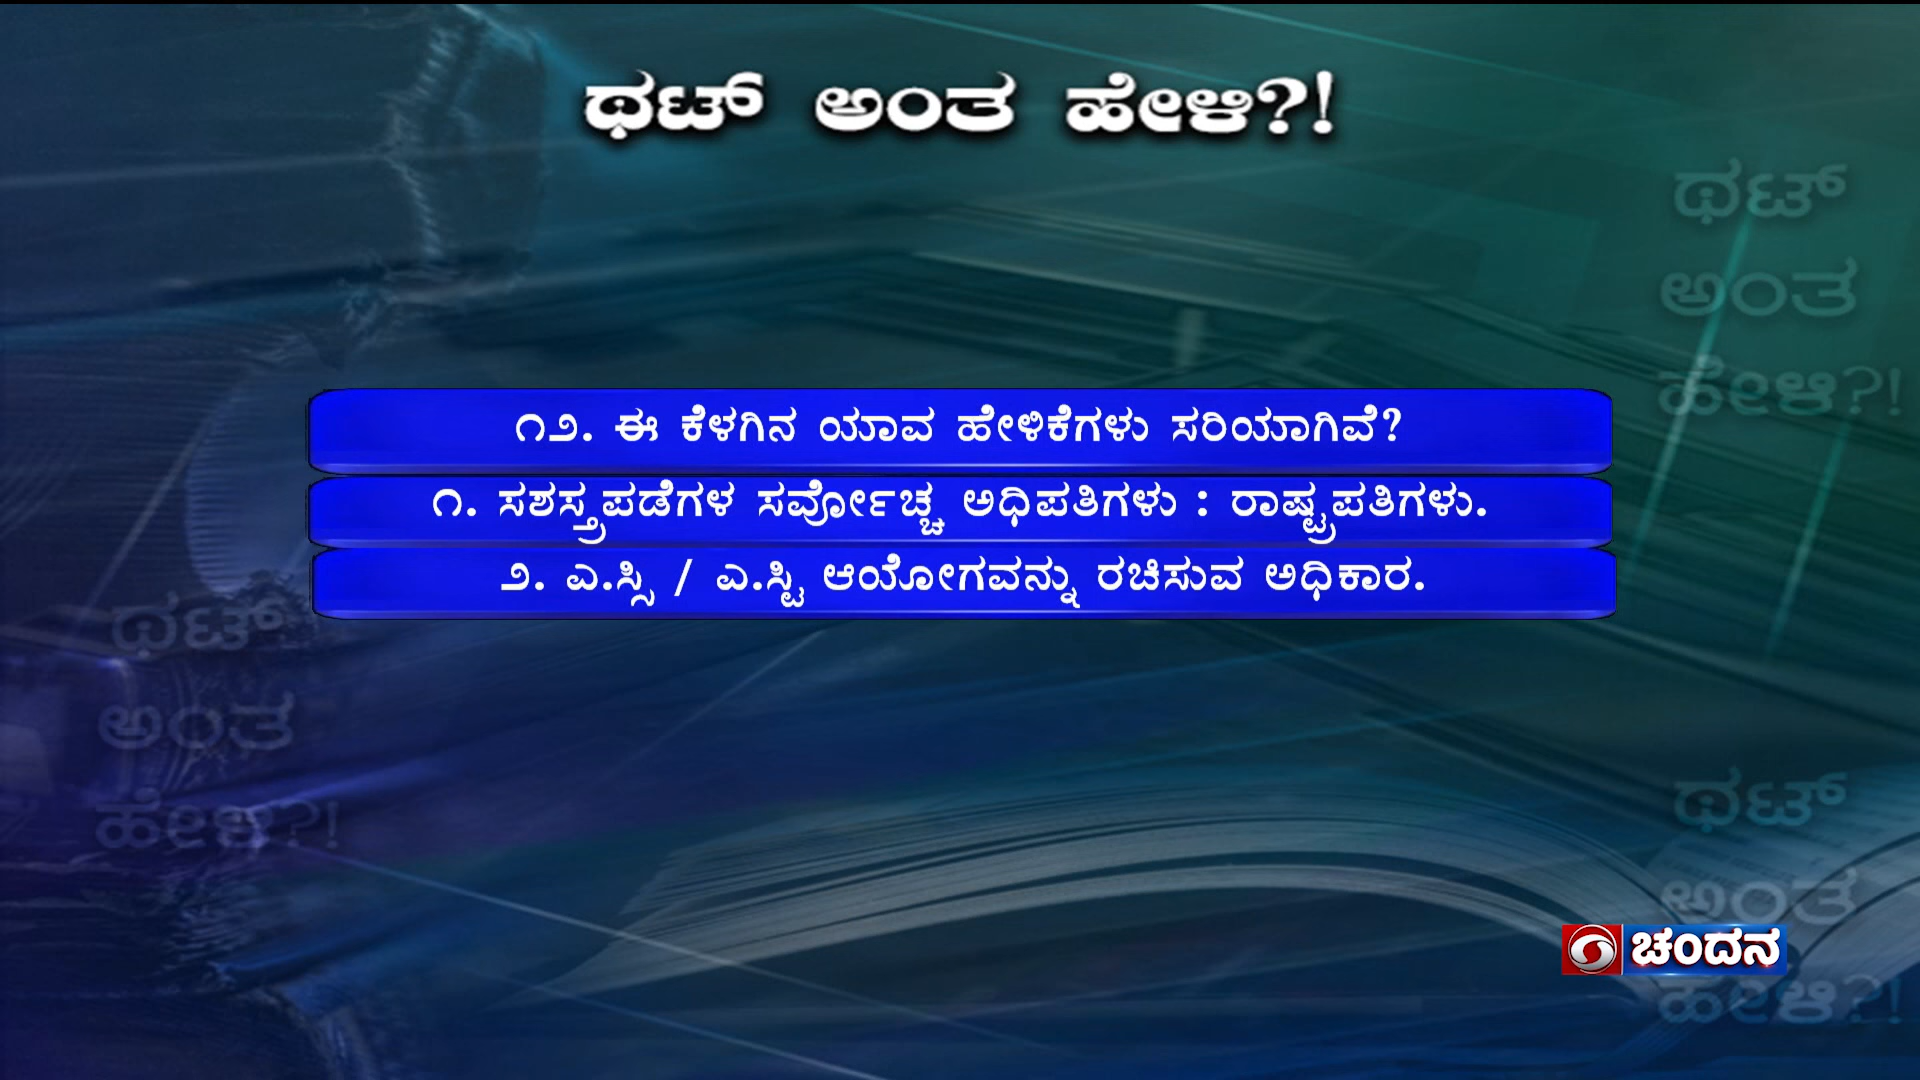 ಥಟ್ ಅಂತ ಹೇಳಿ?!
ಥಟ್
ಅಂತ
ಹೇಳಿ?!
೧೨. ಈ ಕೆಳಗಿನ ಯಾವ ಹೇಳಿಕೆಗಳು ಸರಿಯಾಗಿವೆ?
೧. ಸಶಸ್ತ್ರಪಡೆಗಳ ಸರ್ವೋಚ್ಚ ಅಧಿಪತಿಗಳು : ರಾಷ್ಟ್ರಪತಿಗಳು.
೨. ಎ.ಸ್ಸಿ / ಎ.ಸ್ಟಿ ಆಯೋಗವನ್ನು ರಚಿಸುವ ಅಧಿಕಾರ.
ಥಟ್
ಅಂತ
ಹೇಳಿ?!
ಥಟ್
ಅಂತ
ಚಂದನ
ಹೇಳಿ?!